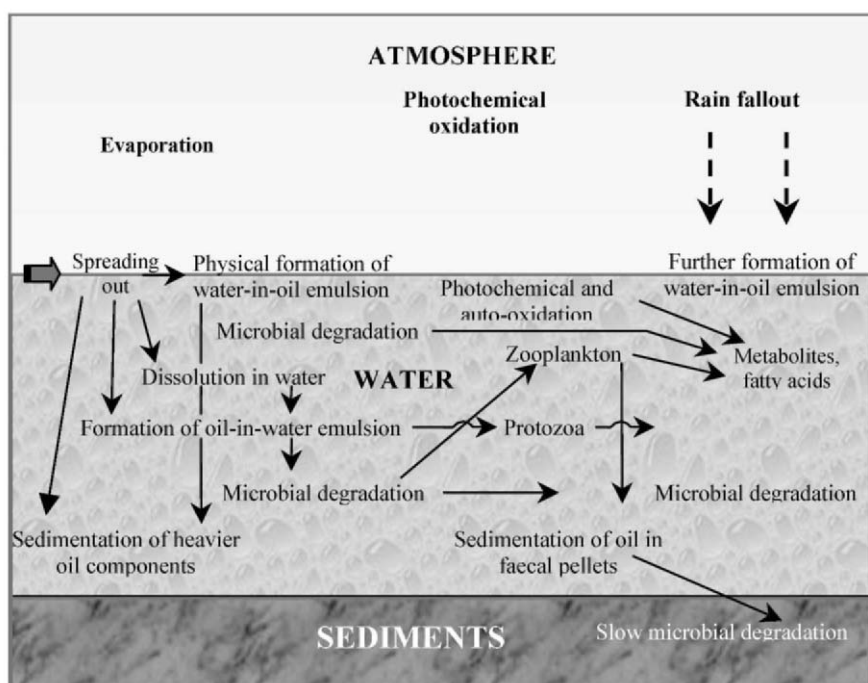 ATMOSPHERE
Photochemical
oxidation
Rain fallout
Evaporation
Spreading
out
Physical formation of
water-in-oil emulsion
Photochemical and
auto-oxidation
Further formation of
water-in-oil emulsion
Microbial degradation
Zooplankton
Metabolites,
fatty acids
Dissolution in water
WATER
Formation of oil-in-water emulsion
Protozoa
Microbial degradation
Microbial degradation
Sedimentation of heavier
oil components
Sedimentation of oil in
faecal pellets
SEDIMENTS
Slow microbial degradation